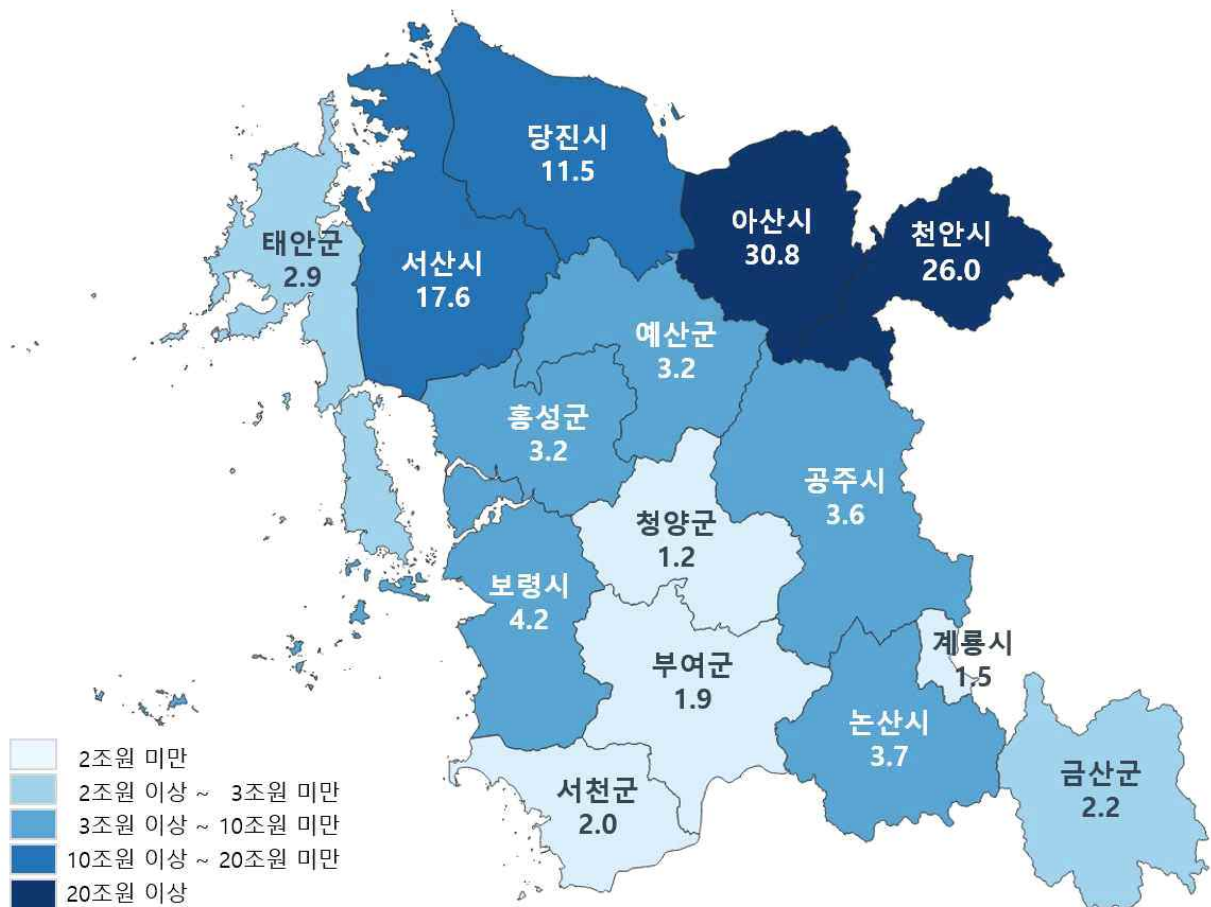 당진시
11.5
아산시
30.8
천안시
26.0
태안군
2.9
서산시
17.6
예산군
3.2
홍성군
3.2
공주시
3.6
청양군
1.2
보령시
4.2
계룡시
1.5
부여군
1.9
논산시
3.7
금산군
2.2
서천군
2.0
2조원 미만
2조원 이상 ~ 3조원 미만
3조원 이상 ~ 10조원 미만
10조원 이상 ~ 20조원 미만
20조원 이상